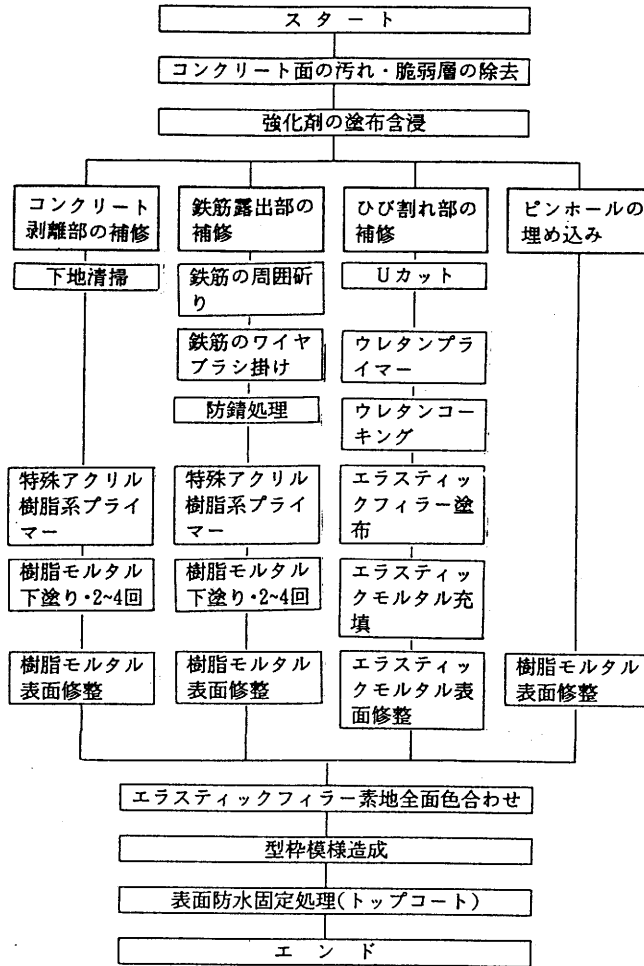 スタート
コンクリート面の汚れ・脆弱層の除去
強化剤の塗布含浸
コンクリート
剥離部の補修
下地清掃
特殊アクリル
樹脂系プライ
マー
樹脂モルタル
下塗り・2~4回
樹脂モルタル
表面修整
鉄筋露出部の
補修
鉄筋の周囲斫
り
鉄筋のワイヤ
ブラシ掛け
防錆処理
特殊アクリル
樹脂系プライ
マー
樹脂モルタル
下塗り・2~4回
樹脂モルタル
表面修整
ひび割れ部の
補修
Uカット
ウレタンプラ
イマー
ウレタンコー
キング
エラスティッ
クフィラー塗
布
エラスティッ
クモルタル充
填
エラスティッ
クモルタル表
面修整
ピンホールの
埋め込み
樹脂モルタル
表面修整
エラスティックフィラー素地全面色合わせ
型枠模様造成
表面防水固定処理(トップコート)
エンド